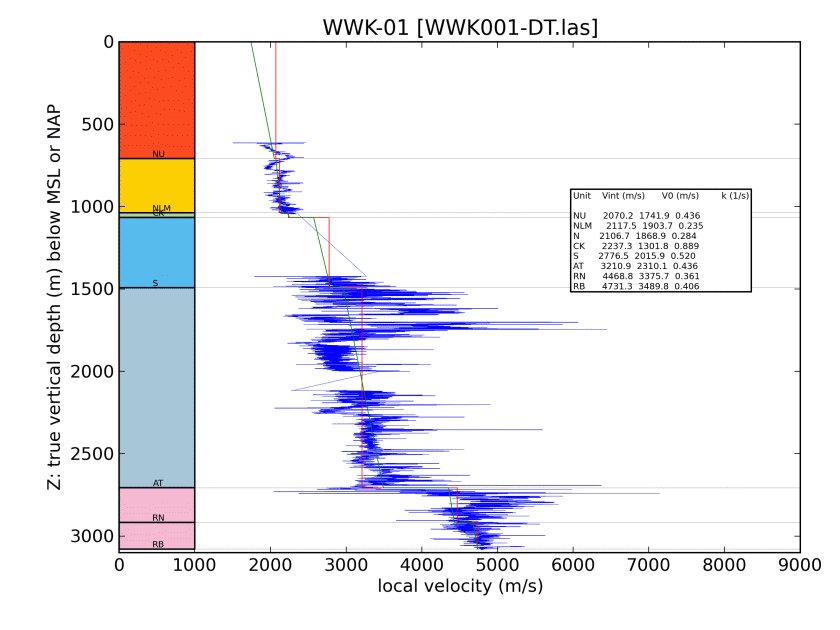 WWK-01 [WWK001-DT.las]
0
500
1000
1500
2000
2500
3000
Z: true vertical depth (m) below MSL or NAP
NU
NLM
CK
S
AT
RN
RB
Unit Vint (m/s) V0 (m/s) k (1/s)
NU 2070.2 1741.9 0.436
NLM 2117.5 1903.7 0.235
N 2106.7 1868.9 0.284
CK 2237.3 1301.8 0.889
S 2776.5 2015.9 0.520
AT 3210.9 2310.1 0.436
RN 4468.8 3375.7 0.361
RB 4731.3 3489.8 0.406
0 1000 2000 3000 4000 5000 6000 7000 8000 9000
local velocity (m/s)